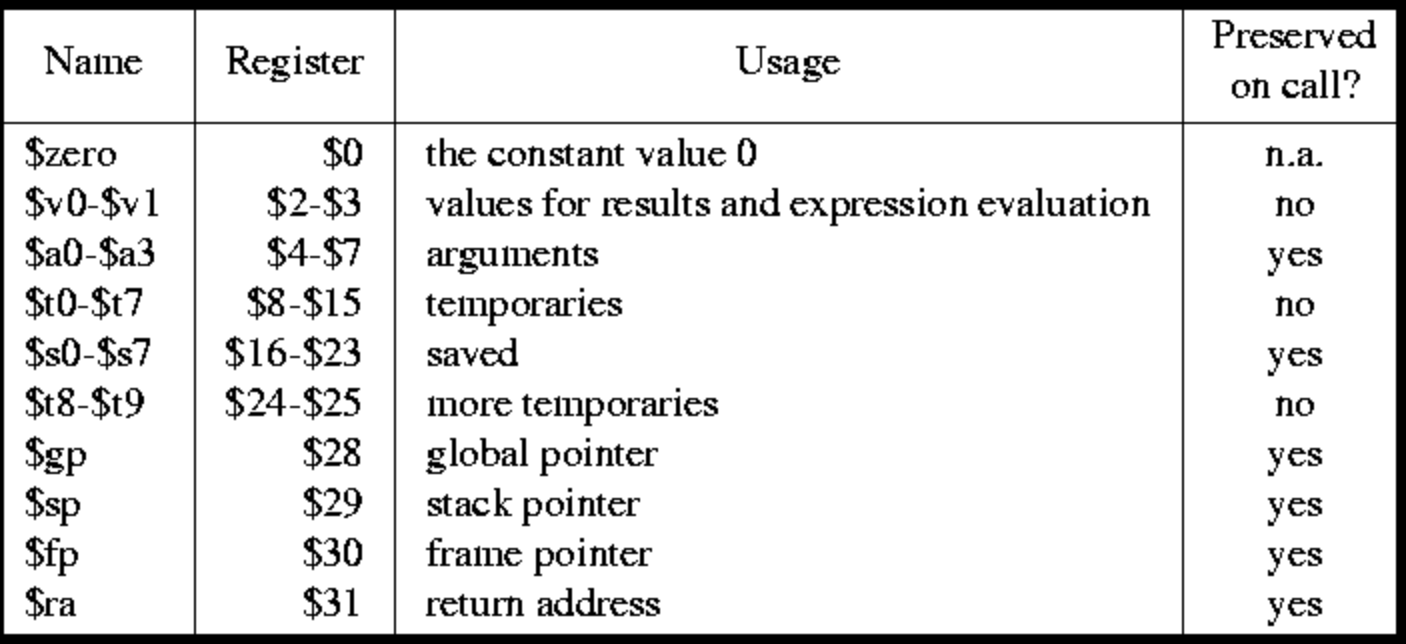 Name Register Usage Preserved on call?
$zero $0 the constant value 0 n.a.
$v0-$v1 $2-$3 values for results and expression evaluation no
$a0-$a3 $4-$7 arguments yes
$t0-$t7 $8-$15 temporaries no
$s0-$s7 $16-$23 saved yes
$t8-$t9 $24-$25 more temporaries no
$gp $28 global pointer yes
$sp $29 stack pointer yes
$fp $30 frame pointer yes
$ra $31 return address yes